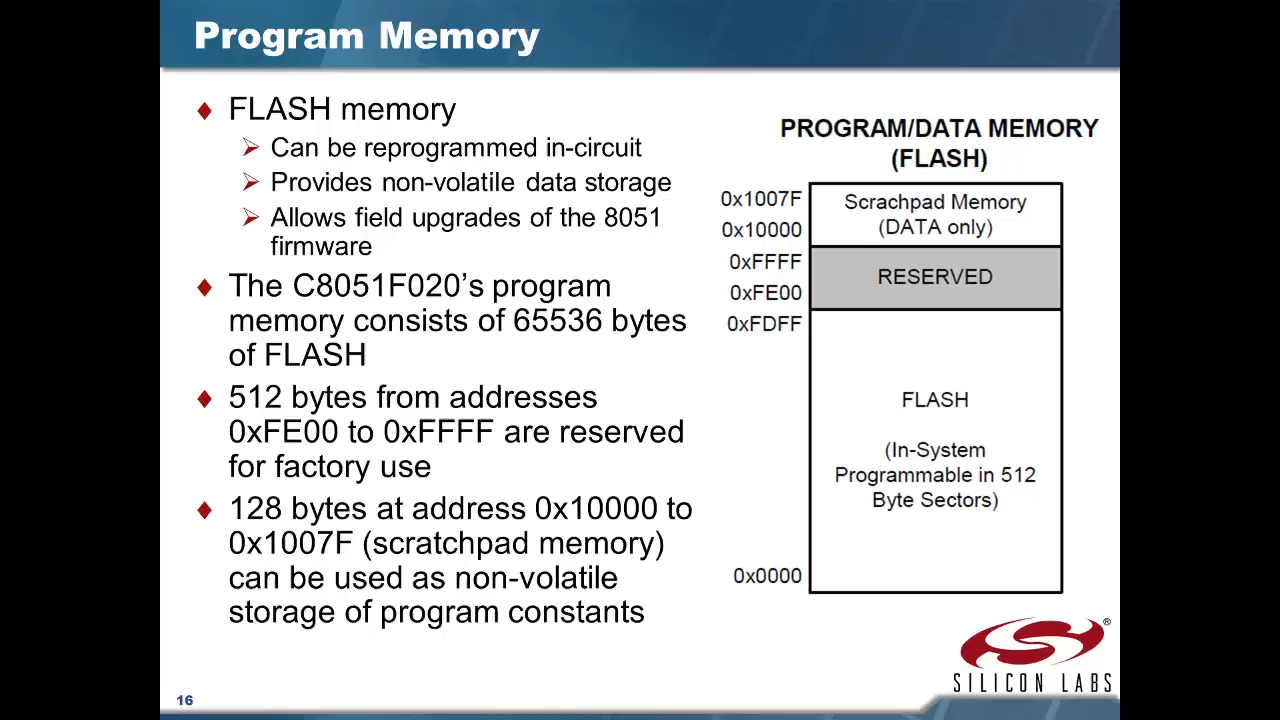 Program Memory
FLASH memory
Can be reprogrammed in-circuit
Provides non-volatile data storage
Allows field upgrades of the 8051
firmware
The C8051F020’s program
memory consists of 65536 bytes
of FLASH
512 bytes from addresses
0xFE00 to 0xFFFF are reserved
for factory use
128 bytes at address 0x10000 to
0x1007F (scratchpad memory)
can be used as non-volatile
storage of program constants
PROGRAM/DATA MEMORY
(FLASH)
0x1007F
0x10000
Scrachpad Memory
(DATA only)
0xFFFF
0xFE00
RESERVED
0xFDFF
FLASH
(In-System
Programmable in 512
Byte Sectors)
0x0000
®
SILICON LABS
16